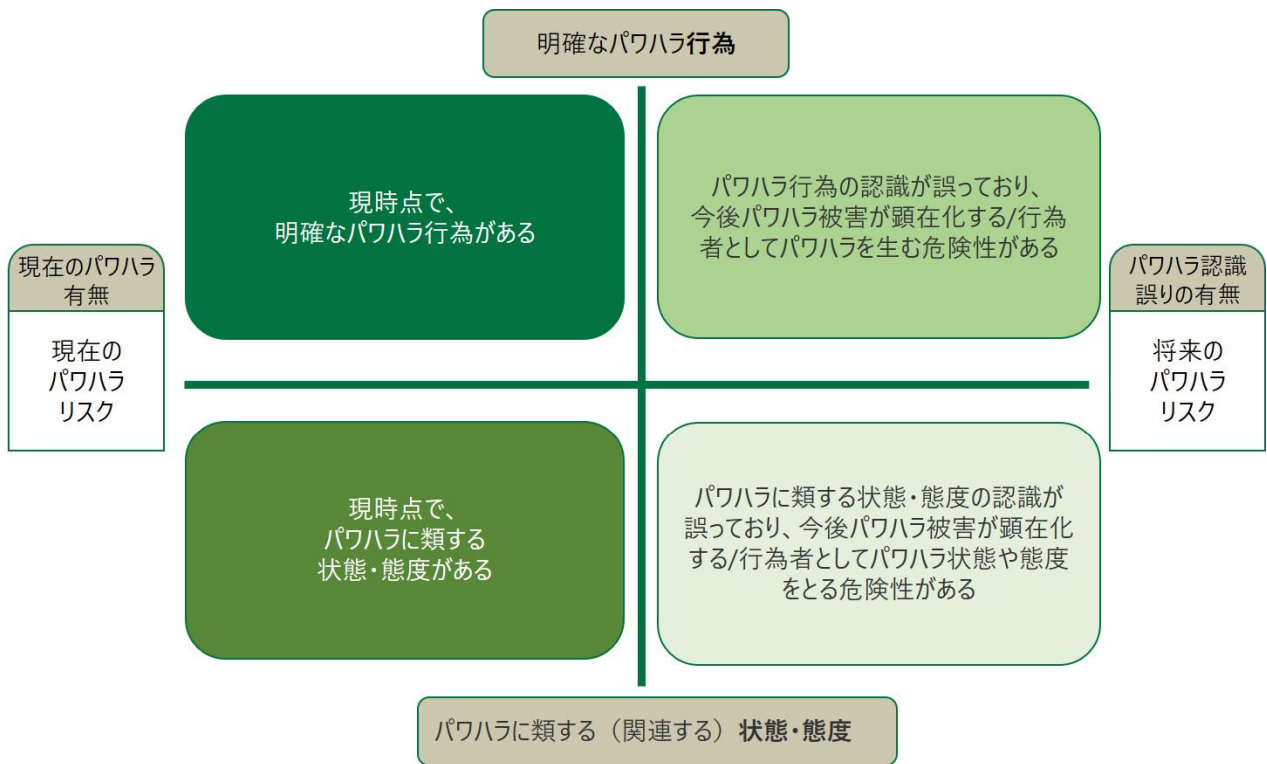 明確なパワハラ行為
現時点で、
明確なパワハラ行為がある
パワハラ行為の認識が誤っており、
今後パワハラ被害が顕在化する/行為
者としてパワハラを生む危険性がある
現在のパワハラ
有無
現在の
パワハラ
リスク
パワハラ認識
誤りの有無
将来の
パワハラ
リスク
現時点で、
パワハラに類する
状態・態度がある
パワハラに類する状態・態度の認識が
誤っており、今後パワハラ被害が顕在化
する/行為者としてパワハラ状態や態度
をとる危険性がある
パワハラに類する（関連する）状態・態度